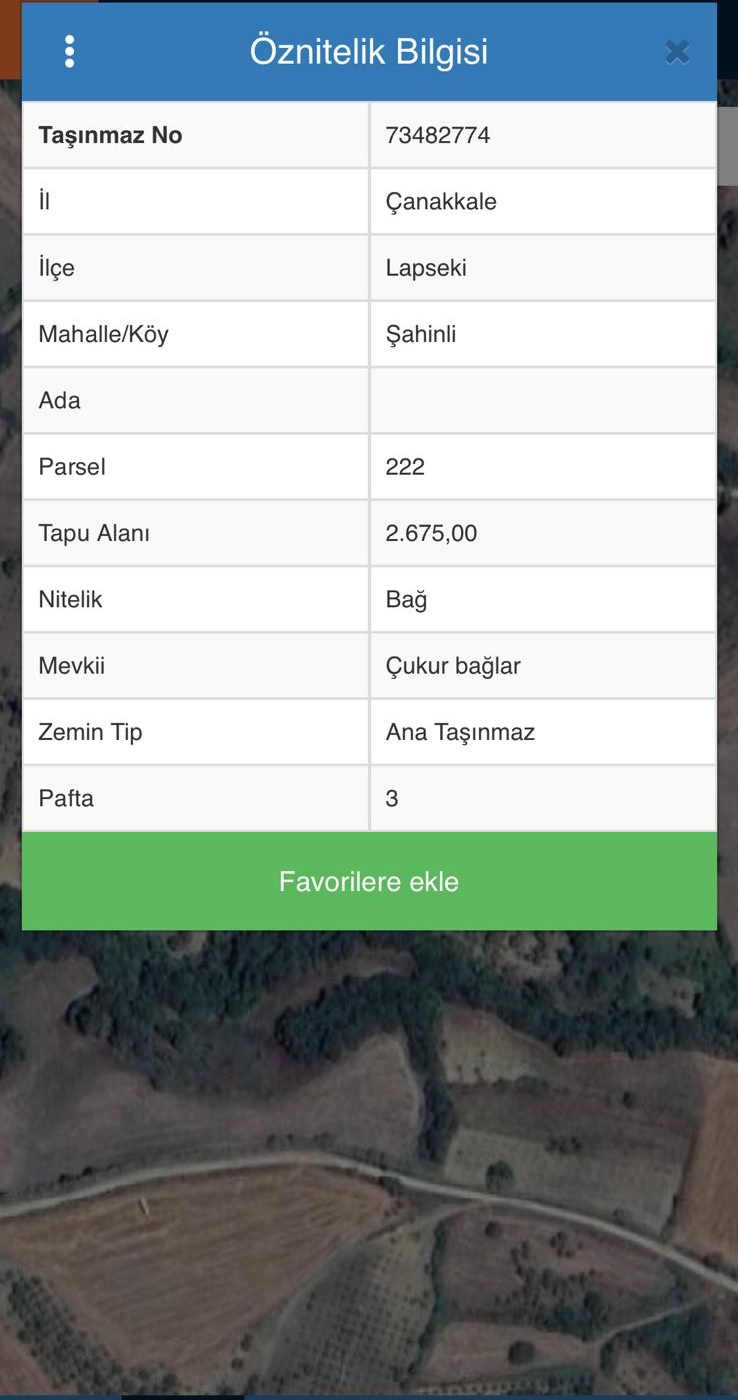 Öznitelik Bilgisi
Taşınmaz No 73482774
İl Çanakkale
İlçe Lapseki
Mahalle/Köy Şahinli
Ada
Parsel 222
Tapu Alanı 2.675,00
Nitelik Bağ
Mevkii Çukur bağlar
Zemin Tip Ana Taşınmaz
Pafta 3
Favorilere ekle